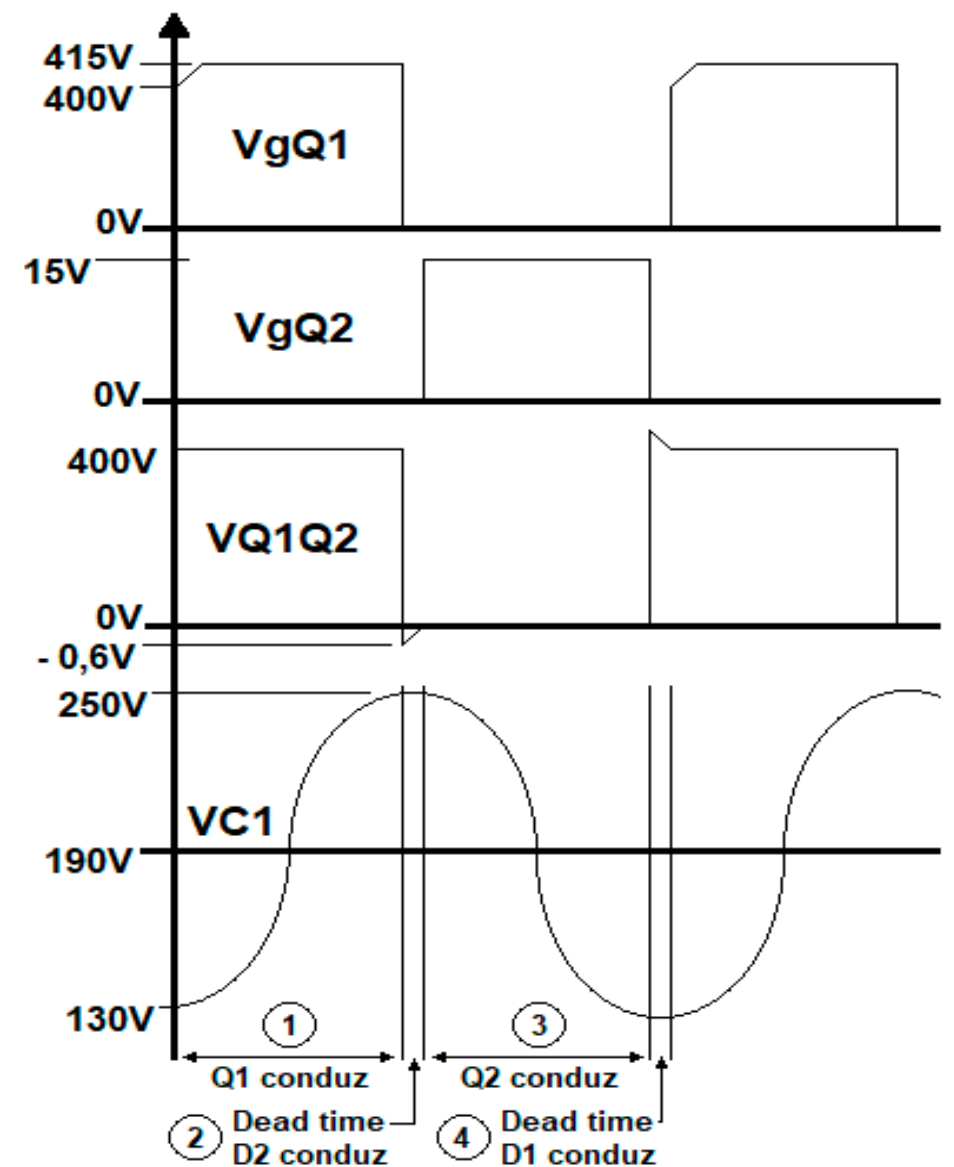 415V
400V
VgQ1
0V
15V
VgQ2
0V
400V
VQ1Q2
0V
- 0,6V
250V
VC1
190V
130V
1
3
Q1 conduz
Q2 conduz
2
Dead time
D2 conduz
4
Dead time
D1 conduz